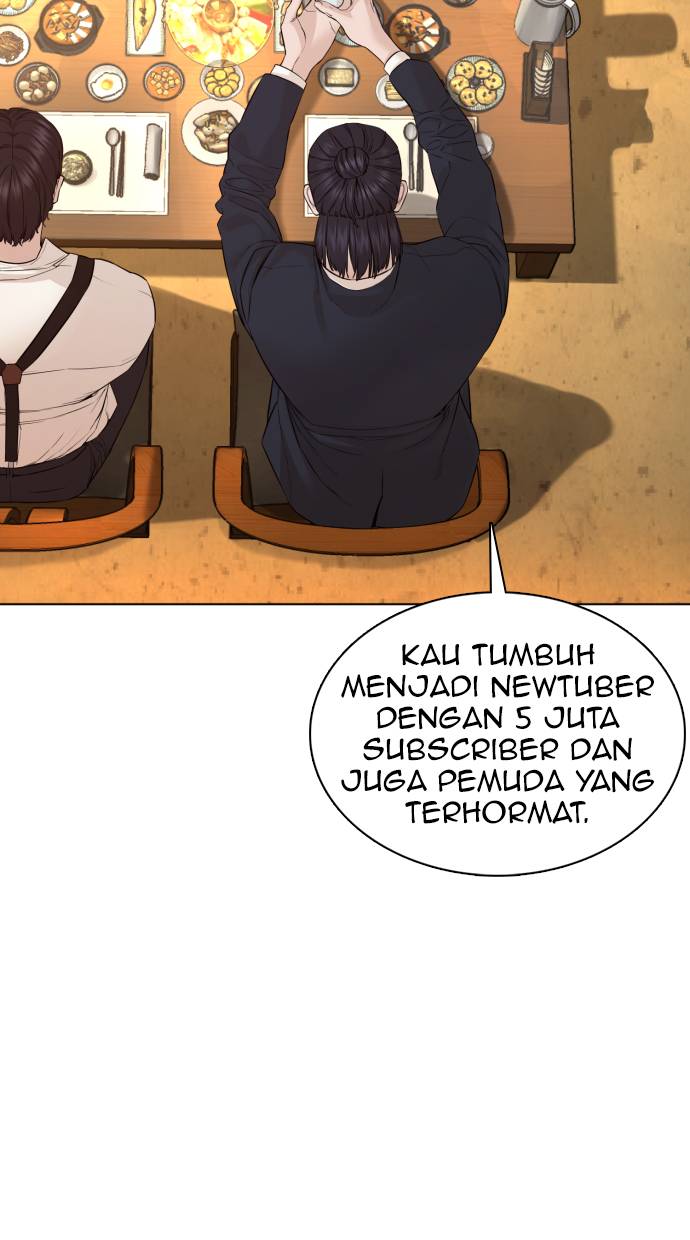 KAU TUMBUH
MENJADI NEWTUBER
DENGAN 5 JUTA
SUBSCRIBER DAN
JUGA PEMUDA YANG
TERHORMAT.